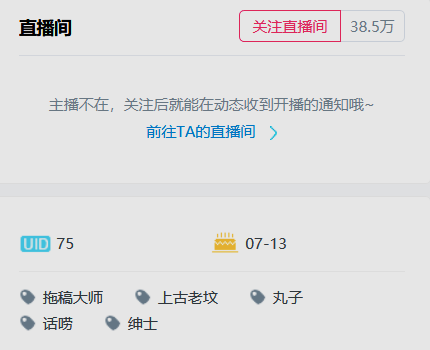 直播间 关注直播间 38.5万
主播不在，关注后就能在动态收到开播的通知哦~
前往TA的直播间
UID 75 07-13
拖稿大师 上古老坟 丸子
话唠 绅士